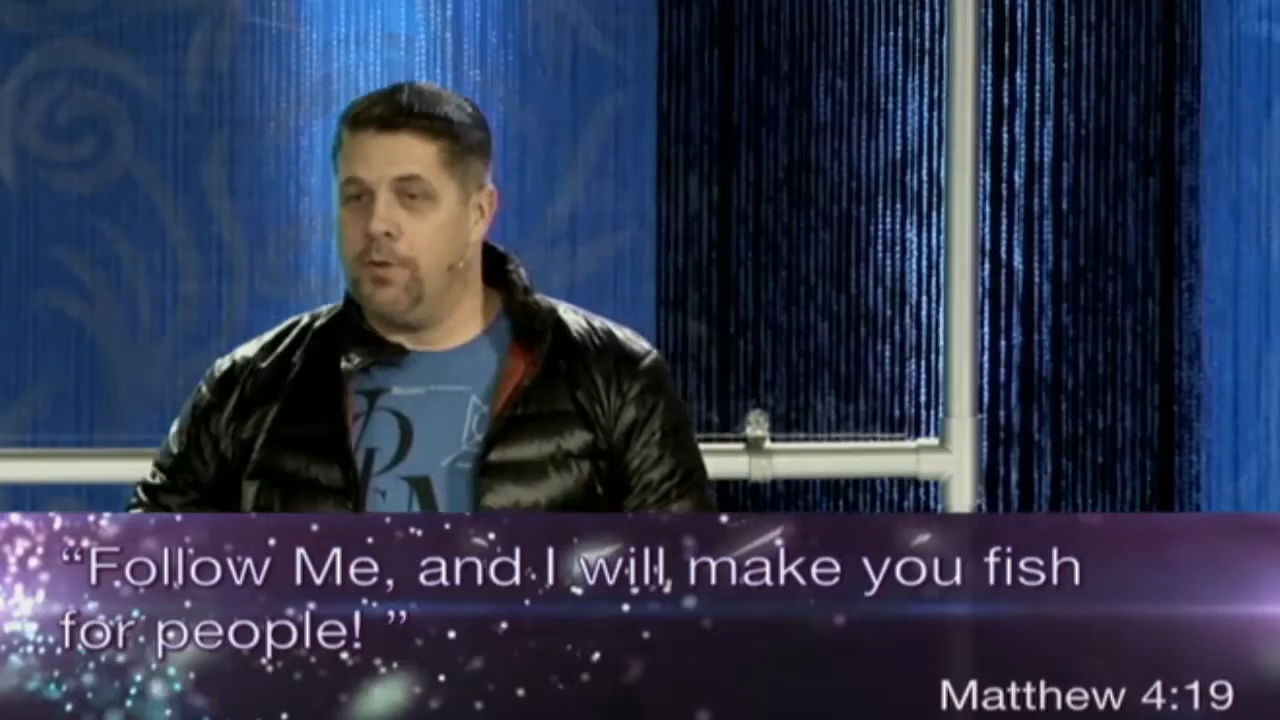 “Follow Me, and I will make you fish
for people! ”
Matthew 4:19